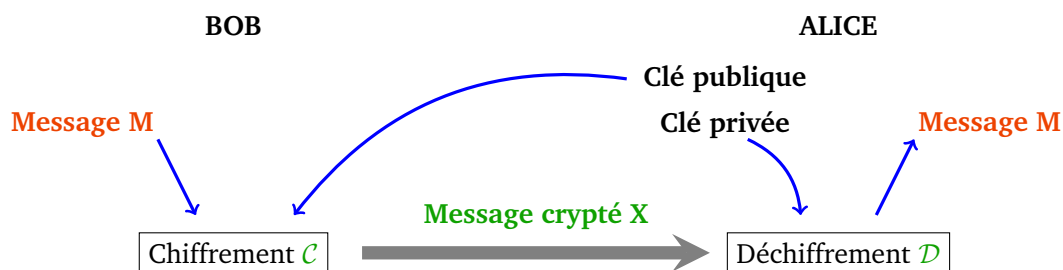 BOB
ALICE
Clé publique
Message M
Clé privée
Message M
Message crypté X
Chiffrement 𝒞
Déchiffrement 𝒟